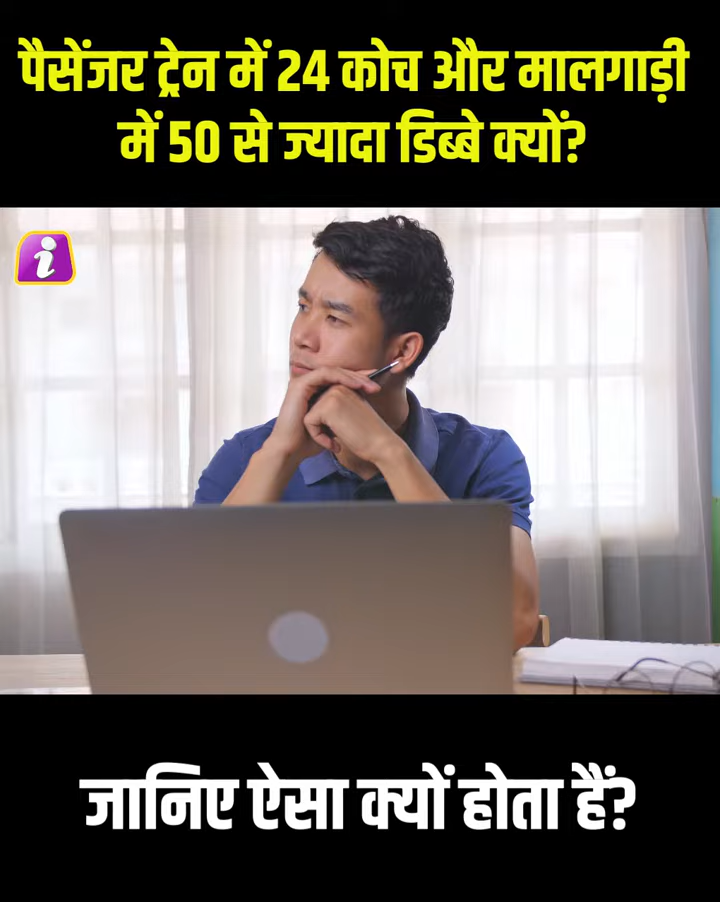 पैसेंजर ट्रेन में 24 कोच और मालगाड़ी
में 50 से ज्यादा डिब्बे क्यों?
i
जानिए ऐसा क्यों होता हैं?